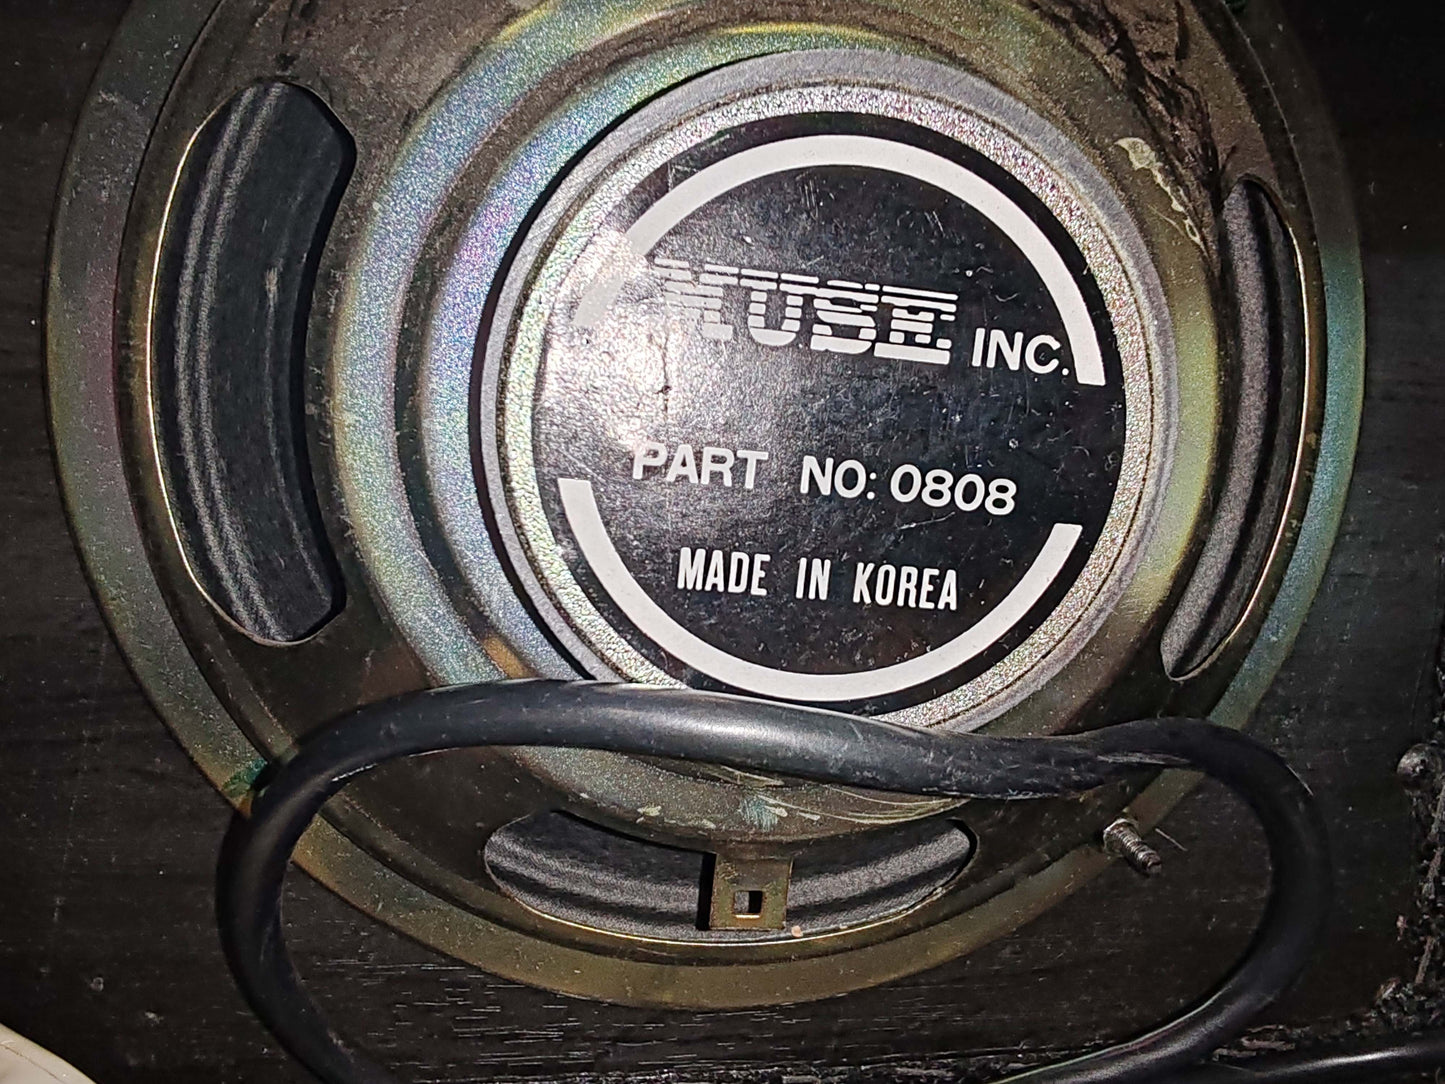 MUSE INC.
PART NO: 0808
MADE IN KOREA